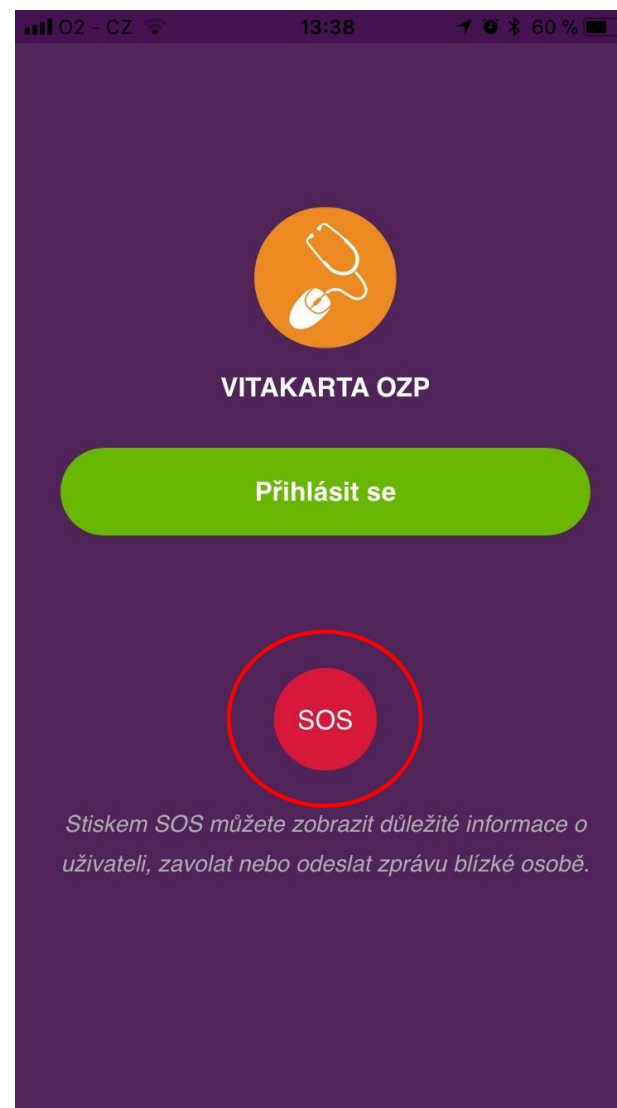 O2 - CZ 13:38 60 %
VITAKARTA OZP
Přihlásit se
SOS
Stiskem SOS můžete zobrazit důležité informace o
uživateli, zavolat nebo odeslat zprávu blízké osobě.